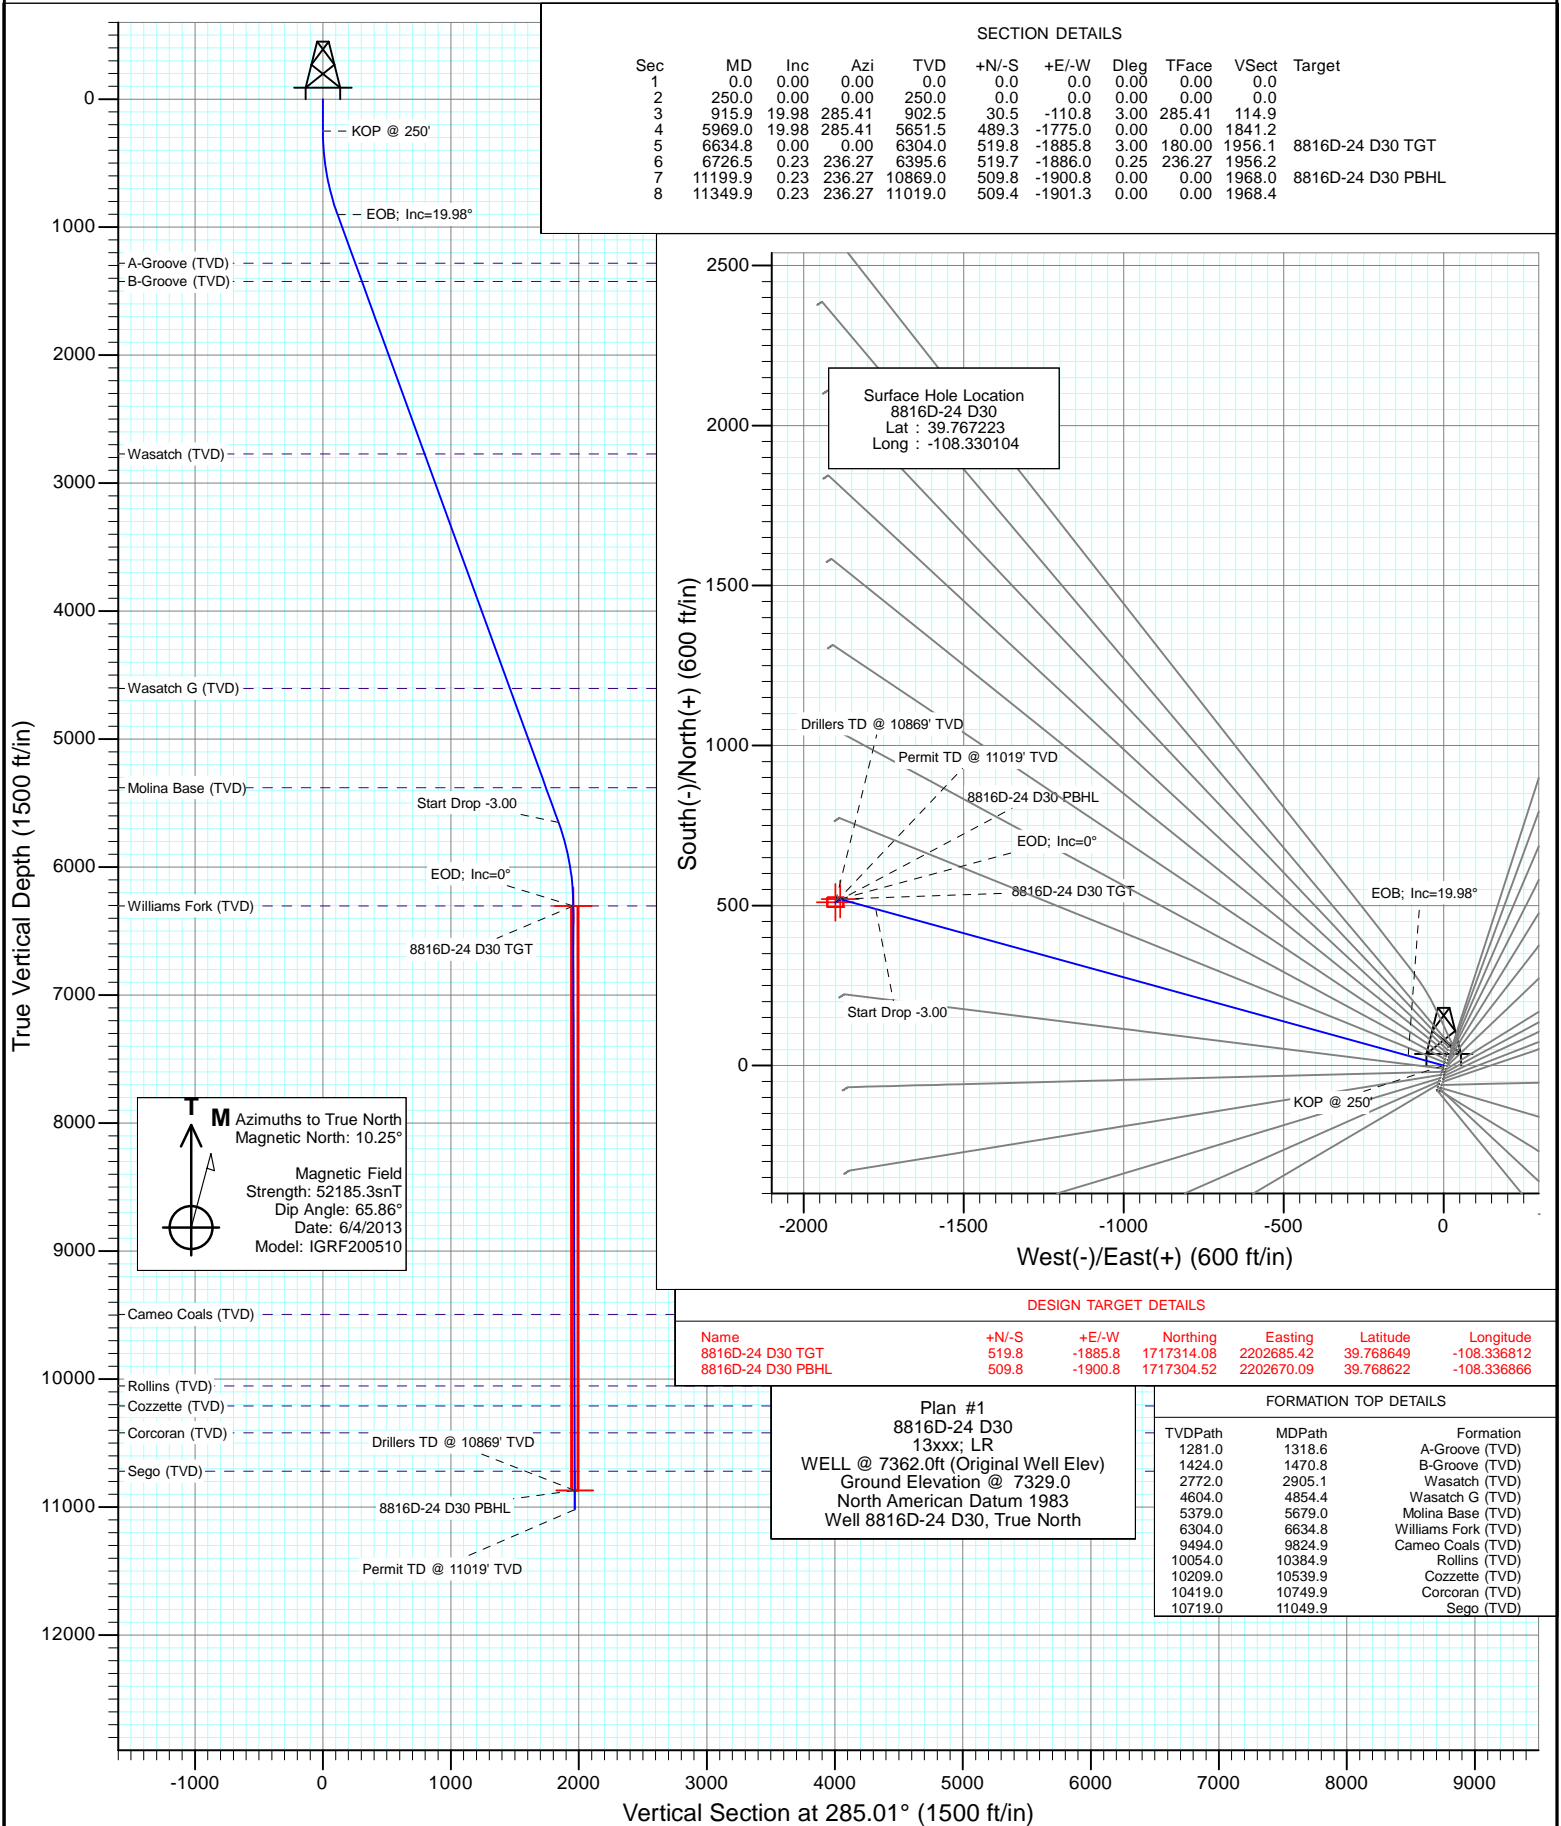 SECTION DETAILS
Sec MD Inc Azi TVD +N/-S +E/-W Dleg TFace VSect Target
1 0.0 0.00 0.00 0.0 0.0 0.0 0.00 0.00 0.0
2 250.0 0.00 0.00 250.0 0.0 0.0 0.00 0.00 0.0
3 915.9 19.98 285.41 902.5 30.5 -110.8 3.00 285.41 114.9
4 5969.0 19.98 285.41 5651.5 489.3 -1775.0 0.00 0.00 1841.2
5 6634.8 0.00 0.00 6304.0 519.8 -1885.8 3.00 180.00 1956.1 8816D-24 D30 TGT
6 6726.5 0.23 236.27 6395.6 519.7 -1886.0 0.25 236.27 1956.2
7 11199.9 0.23 236.27 10869.0 509.8 -1900.8 0.00 0.00 1968.0 8816D-24 D30 PBHL
8 11349.9 0.23 236.27 11019.0 509.4 -1901.3 0.00 0.00 1968.4
True Vertical Depth (1500 ft/in)
0
1000
2000
3000
4000
5000
6000
7000
8000
9000
10000
11000
12000
KOP @ 250'
EOB; Inc=19.98°
A-Groove (TVD)
B-Groove (TVD)
Wasatch (TVD)
Wasatch G (TVD)
Molina Base (TVD)
Start Drop -3.00
EOD; Inc=0°
Williams Fork (TVD)
8816D-24 D30 TGT
T M
Azimuths to True North
Magnetic North: 10.25°
Magnetic Field
Strength: 52185.3snT
Dip Angle: 65.86°
Date: 6/4/2013
Model: IGRF200510
Cameo Coals (TVD)
Rollins (TVD)
Cozzette (TVD)
Corcoran (TVD)
Drillers TD @ 10869' TVD
Sego (TVD)
8816D-24 D30 PBHL
Permit TD @ 11019' TVD
-1000 0 1000 2000 3000 4000 5000 6000 7000 8000 9000
Vertical Section at 285.01° (1500 ft/in)
South(-)/North(+) (600 ft/in)
2500
2000
1500
1000
500
0
Surface Hole Location
8816D-24 D30
Lat : 39.767223
Long : -108.330104
Drillers TD @ 10869' TVD
Permit TD @ 11019' TVD
8816D-24 D30 PBHL
EOD; Inc=0°
8816D-24 D30 TGT
EOB; Inc=19.98°
Start Drop -3.00
KOP @ 250'
-2000 -1500 -1000 -500 0
West(-)/East(+) (600 ft/in)
DESIGN TARGET DETAILS
Name +N/-S +E/-W Northing Easting Latitude Longitude
8816D-24 D30 TGT 519.8 -1885.8 1717314.08 2202685.42 39.768649 -108.336812
8816D-24 D30 PBHL 509.8 -1900.8 1717304.52 2202670.09 39.768622 -108.336866
Plan #1
8816D-24 D30
13xxx; LR
WELL @ 7362.0ft (Original Well Elev)
Ground Elevation @ 7329.0
North American Datum 1983
Well 8816D-24 D30, True North
FORMATION TOP DETAILS
TVDPath MDPath Formation
1281.0 1318.6 A-Groove (TVD)
1424.0 1470.8 B-Groove (TVD)
2772.0 2905.1 Wasatch (TVD)
4604.0 4854.4 Wasatch G (TVD)
5379.0 5679.0 Molina Base (TVD)
6304.0 6634.8 Williams Fork (TVD)
9494.0 9824.9 Cameo Coals (TVD)
10054.0 10384.9 Rollins (TVD)
10209.0 10539.9 Cozzette (TVD)
10419.0 10749.9 Corcoran (TVD)
10719.0 11049.9 Sego (TVD)